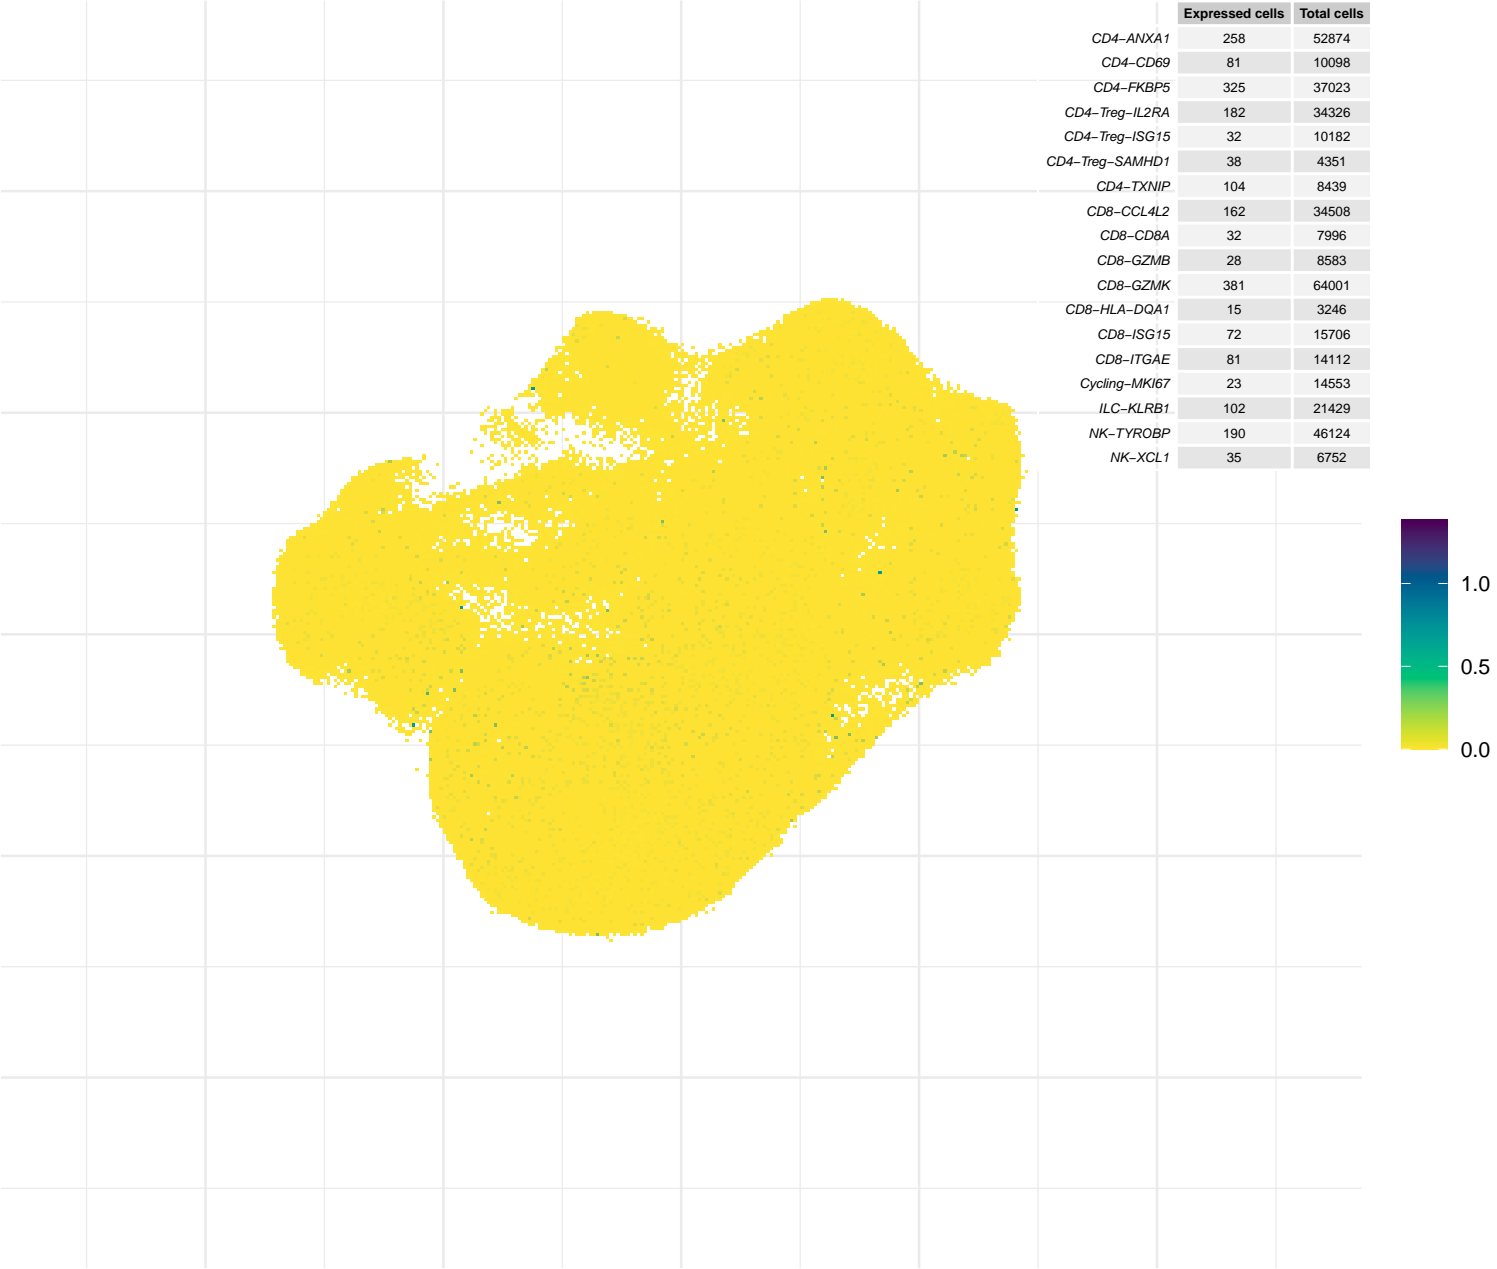 Expressed cells Total cells
CD4−ANXA1 258 52874
CD4−CD69 81 10098
CD4−FKBP5 325 37023
CD4−Treg−IL2RA 182 34326
CD4−Treg−ISG15 32 10182
CD4−Treg−SAMHD1 38 4351
CD4−TXNIP 104 8439
CD8−CCL4L2 162 34508
CD8−CD8A 32 7996
CD8−GZMB 28 8583
CD8−GZMK 381 64001
CD8−HLA−DQA1 15 3246
CD8−ISG15 72 15706
CD8−ITGAE 81 14112
Cycling−MKI67 23 14553
ILC−KLRB1 102 21429
NK−TYROBP 190 46124
NK−XCL1 35 6752
1.0
0.5
0.0